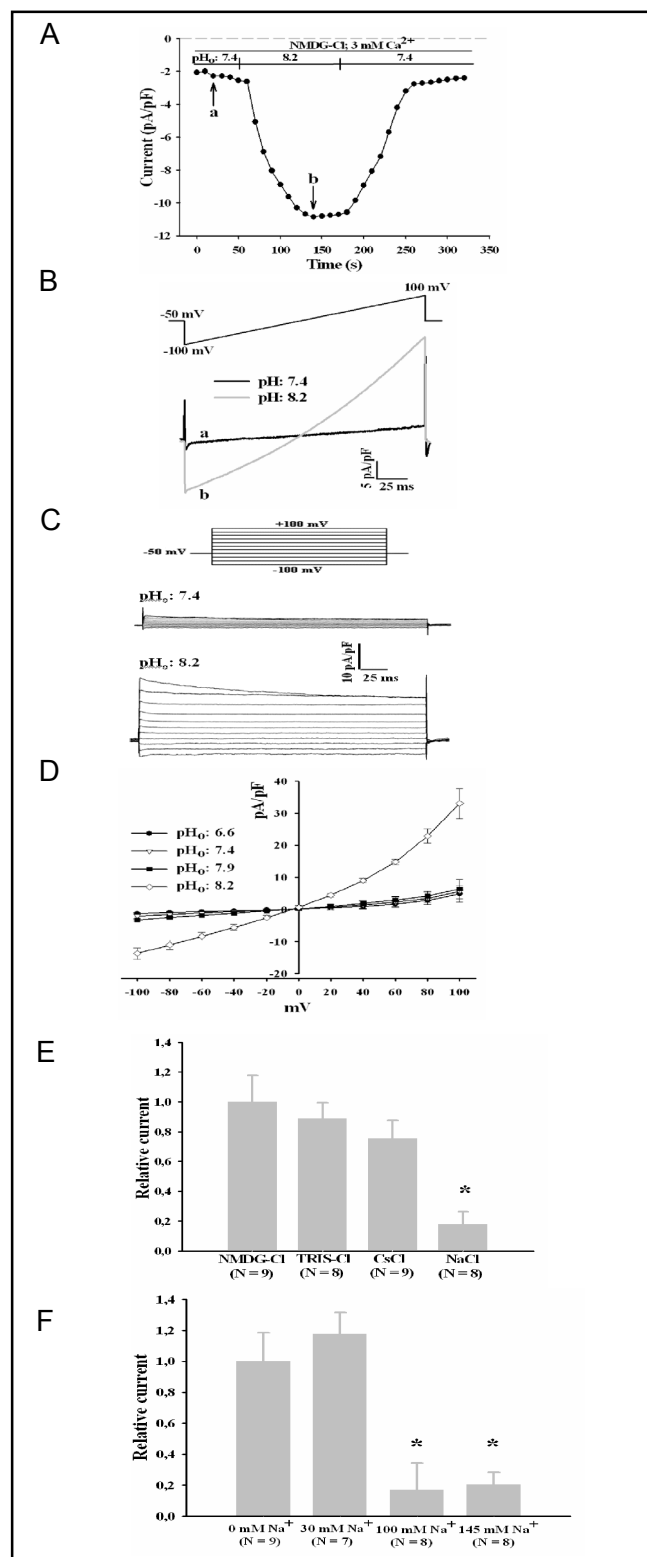 A
NMDG-Cl; 3 mM Ca2+
pHo: 7.4 8.2 7.4
a
b
Current (pA/pF)
0
-2
-4
-6
-8
-10
-12
0 50 100 150 200 250 300
Time (s)
B
100 mV
-50 mV
-100 mV
pH: 7.4
pH: 8.2
a
b
5 pA/pF
25 ms
C
+100 mV
-50 mV
-100 mV
pHo: 7.4
10 pA/pF
25 ms
pHo: 8.2
D
pA/pF
40
30
20
10
0
-10
-20
pHo: 6.6
pHo: 7.4
pHo: 7.9
pHo: 8.2
-100 -80 -60 -40 -20 0 20 40 60 80 100
mV
E
Relative current
1,4
1,2
1,0
0,8
0,6
0,4
0,2
0,0
*
NMDG-Cl TRIS-Cl CsCl NaCl
(N = 9) (N = 8) (N = 9) (N = 8)
F
Relative current
1,4
1,2
1,0
0,8
0,6
0,4
0,2
0,0
* *
0 mM Na+ 30 mM Na+ 100 mM Na+ 145 mM Na+
(N = 9) (N = 7) (N = 8) (N = 8)